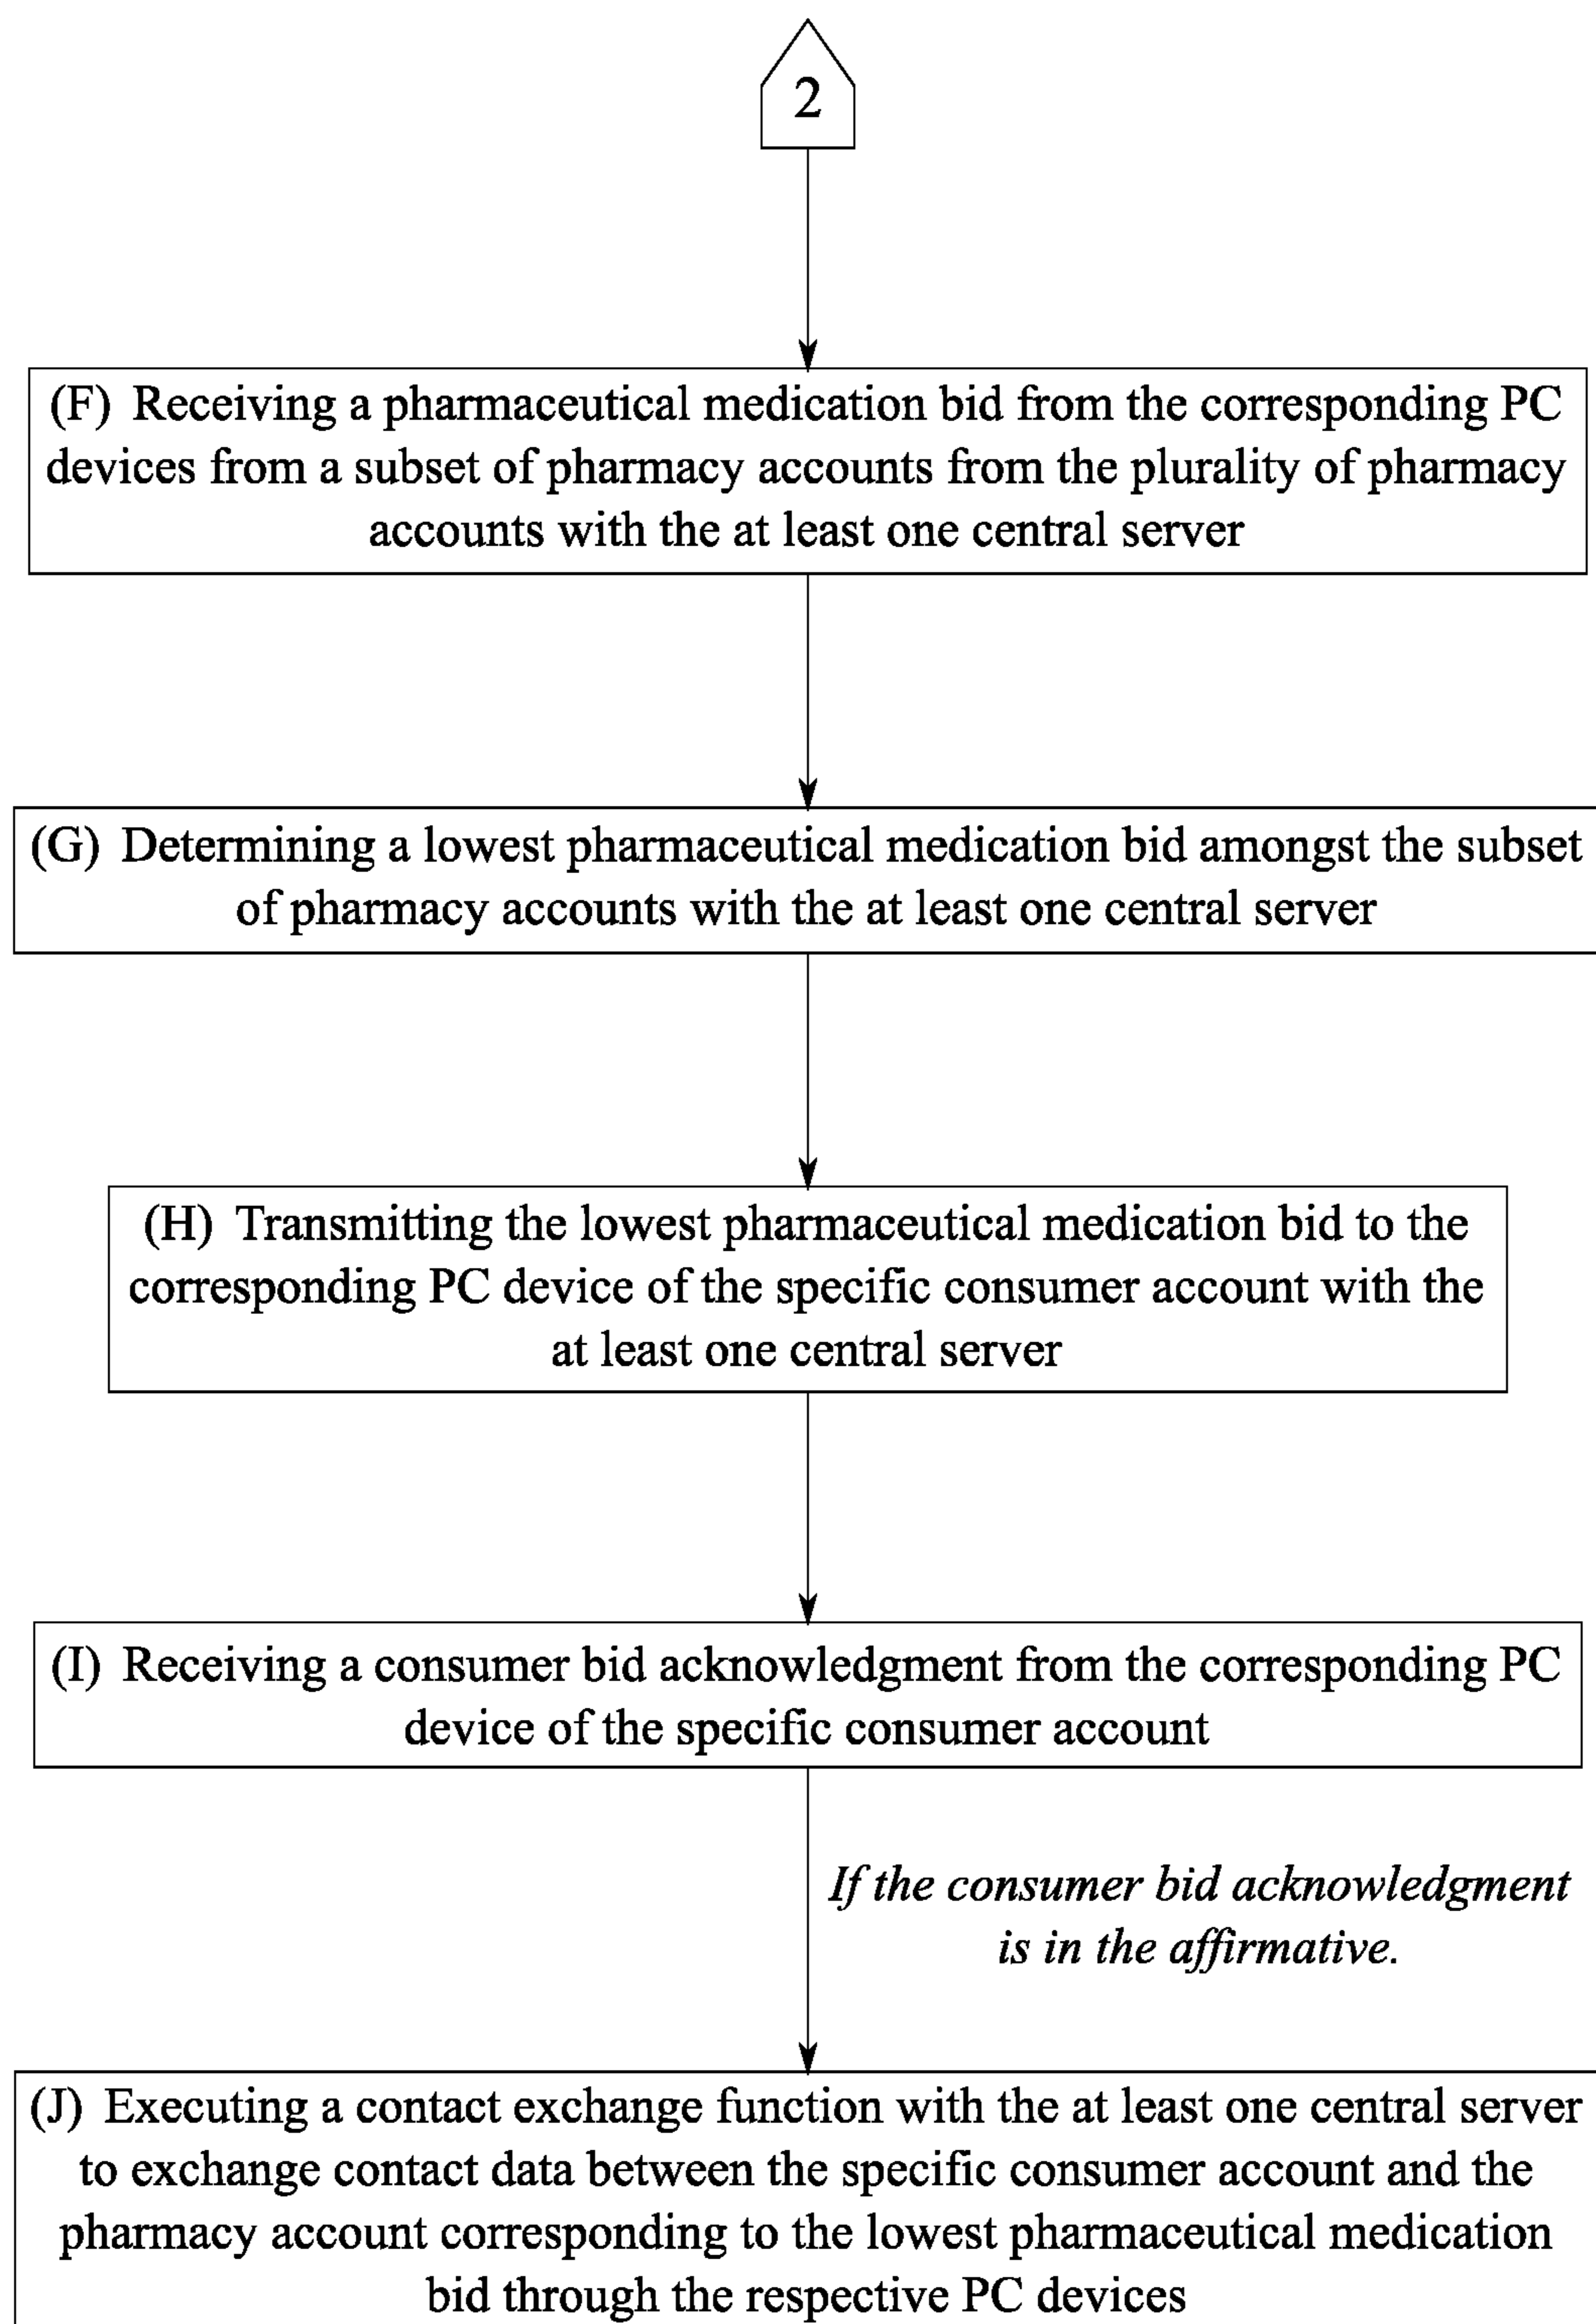 2
(F) Receiving a pharmaceutical medication bid from the corresponding PC
devices from a subset of pharmacy accounts from the plurality of pharmacy
accounts with the at least one central server
(G) Determining a lowest pharmaceutical medication bid amongst the subset
of pharmacy accounts with the at least one central server
(H) Transmitting the lowest pharmaceutical medication bid to the
corresponding PC device of the specific consumer account with the
at least one central server
(I) Receiving a consumer bid acknowledgment from the corresponding PC
device of the specific consumer account
If the consumer bid acknowledgment
is in the affirmative.
(J) Executing a contact exchange function with the at least one central server
to exchange contact data between the specific consumer account and the
pharmacy account corresponding to the lowest pharmaceutical medication
bid through the respective PC devices